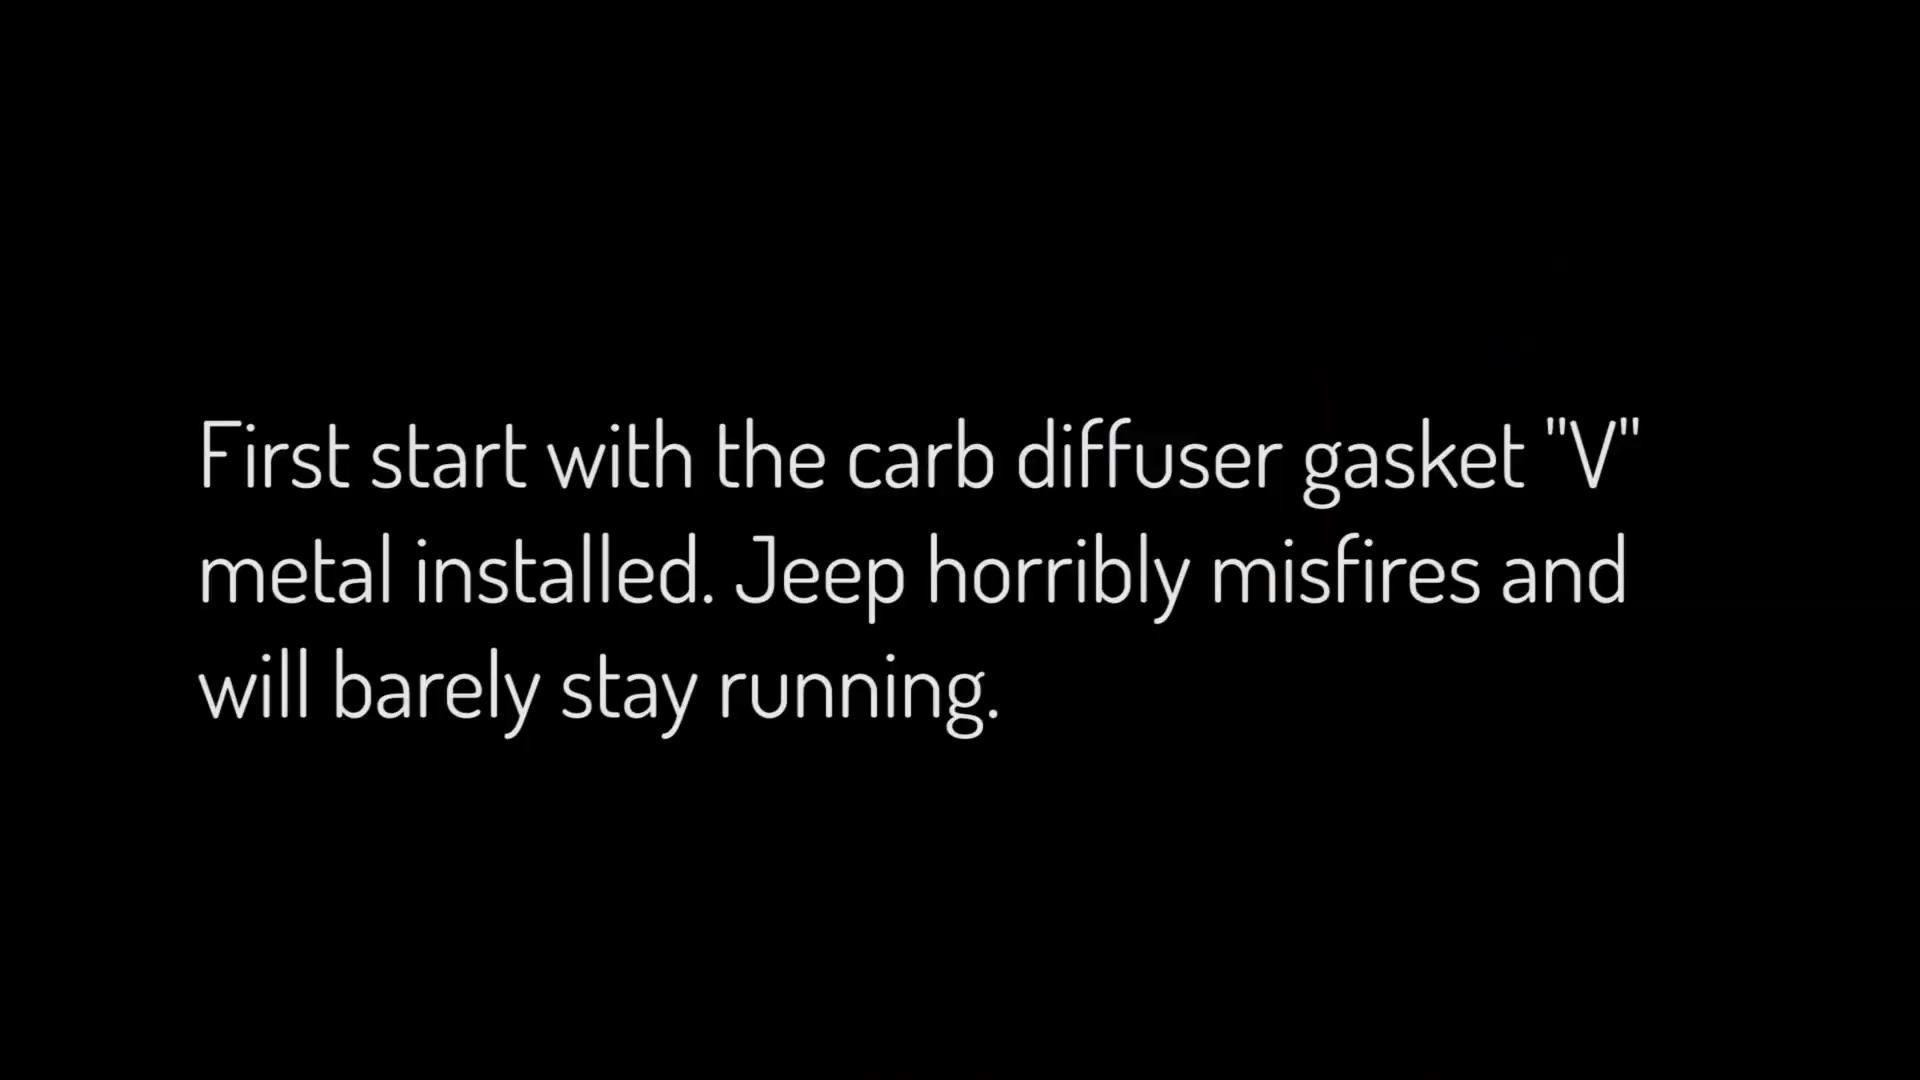 First start with the carb diffuser gasket "V"
metal installed. Jeep horribly misfires and
will barely stay running.